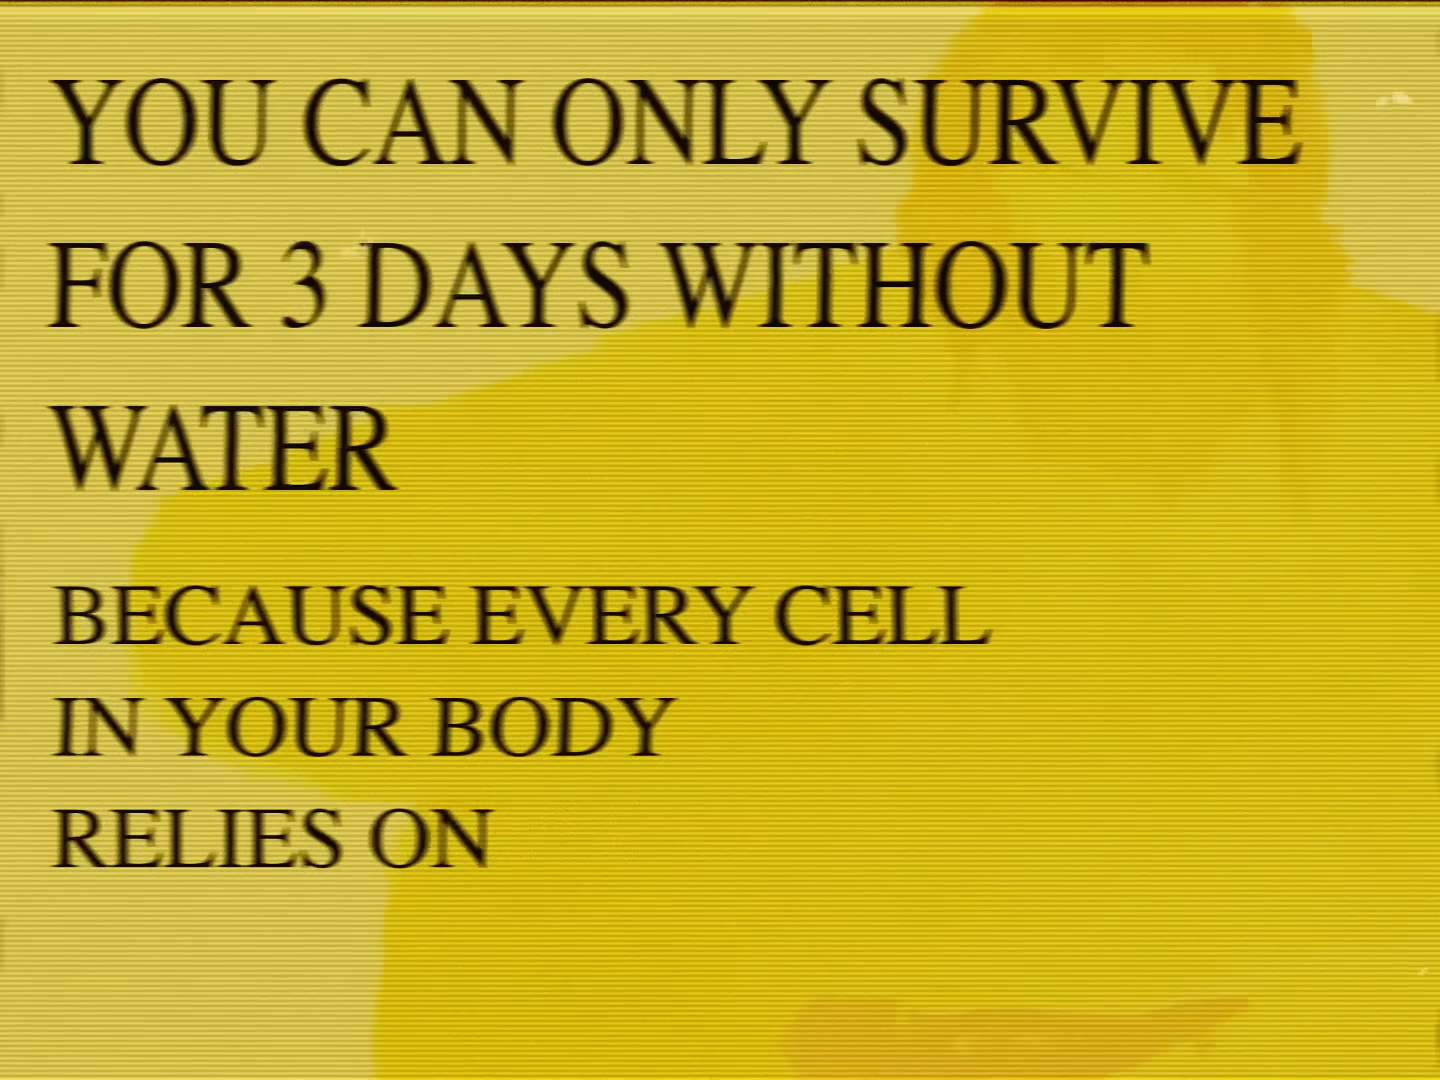 YOU CAN ONLY SURVIVE
FOR 3 DAYS WITHOUT
WATER
BECAUSE EVERY CELL
IN YOUR BODY
RELIES ON